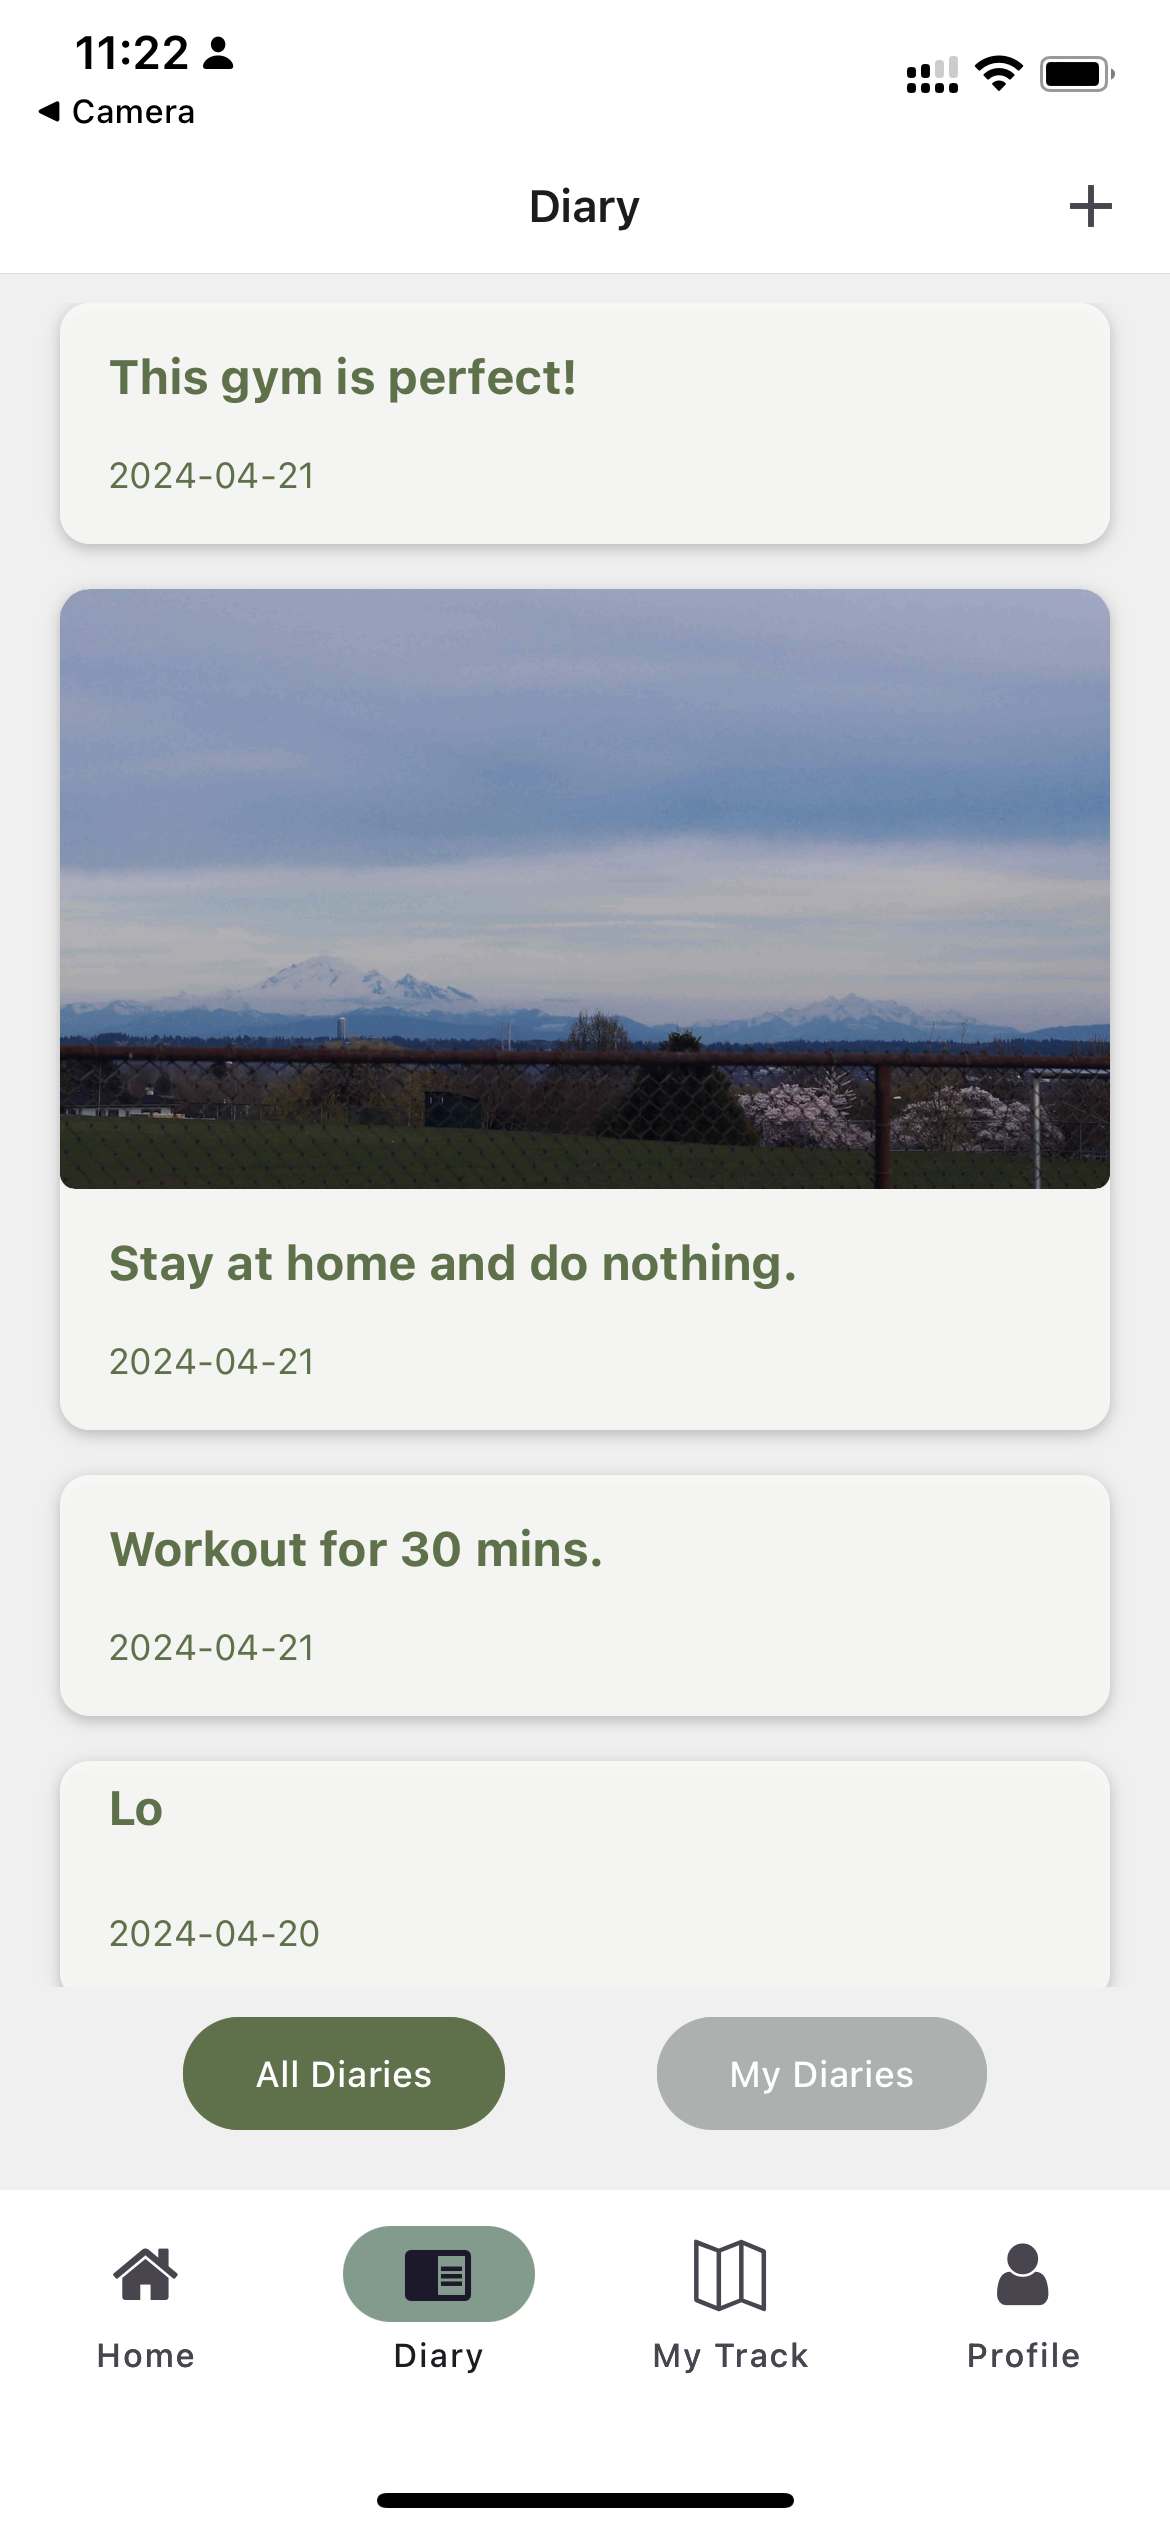 11:22
Camera
Diary
This gym is perfect!
2024-04-21
Stay at home and do nothing.
2024-04-21
Workout for 30 mins.
2024-04-21
Lo
2024-04-20
All Diaries
My Diaries
Home
Diary
My Track
Profile